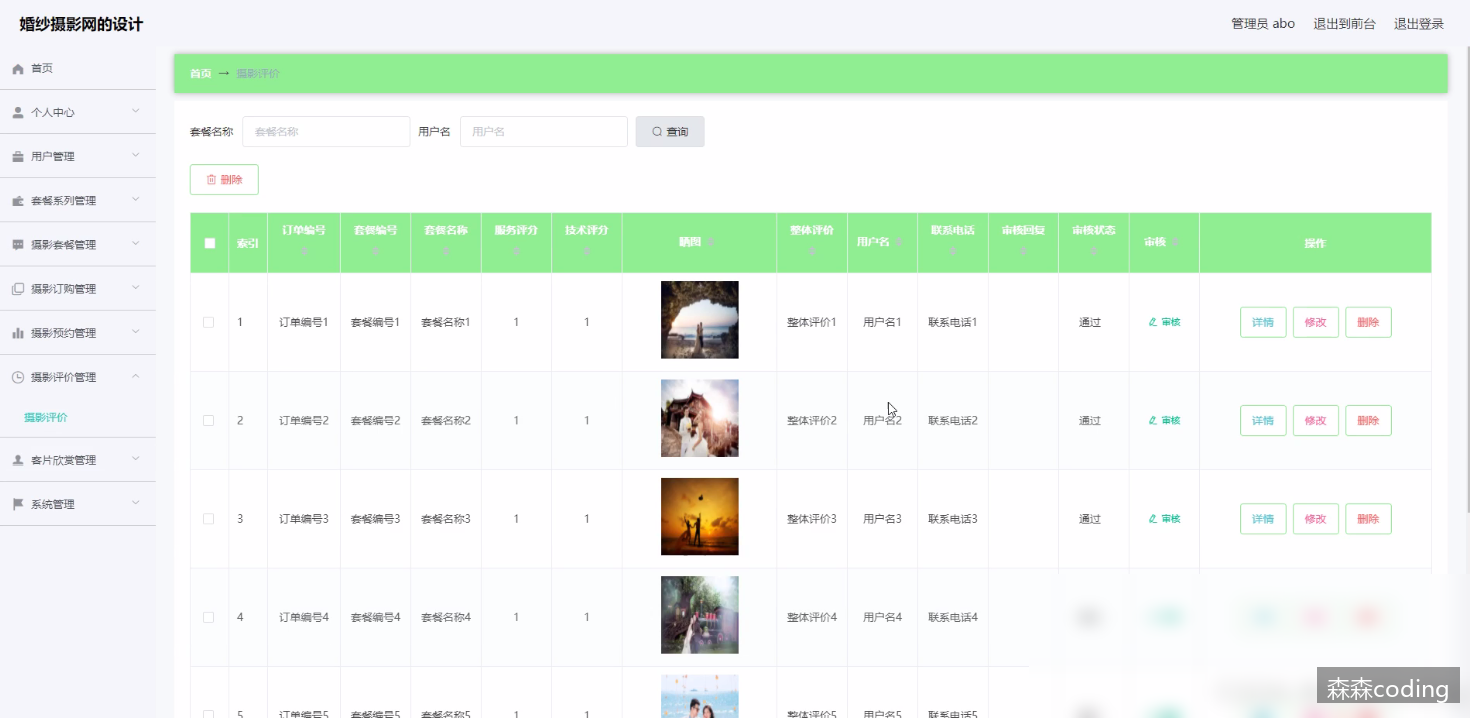 婚纱摄影网的设计
管理员 abo 退出到前台 退出登录
首页
个人中心
用户管理
套餐系列管理
摄影套餐管理
摄影订购管理
摄影预约管理
摄影评价管理
摄影评价
客片欣赏管理
系统管理
首页 → 摄影评价
套餐名称 套餐名称 用户名 用户名 查询
删除
索引 订单编号 套餐编号 套餐名称 服务评分 技术评分 晒图 整体评价 用户名 联系电话 审核回复 审核状态 审核 操作
1 订单编号1 套餐编号1 套餐名称1 1 1 整体评价1 用户名1 联系电话1 通过 审核 详情 修改 删除
2 订单编号2 套餐编号2 套餐名称2 1 1 整体评价2 用户名2 联系电话2 通过 审核 详情 修改 删除
3 订单编号3 套餐编号3 套餐名称3 1 1 整体评价3 用户名3 联系电话3 通过 审核 详情 修改 删除
4 订单编号4 套餐编号4 套餐名称4 1 1 整体评价4 用户名4 联系电话4
5 订单编号5 套餐编号5 套餐名称5 1 1 整体评价5 用户名5 联系电话5
森森coding